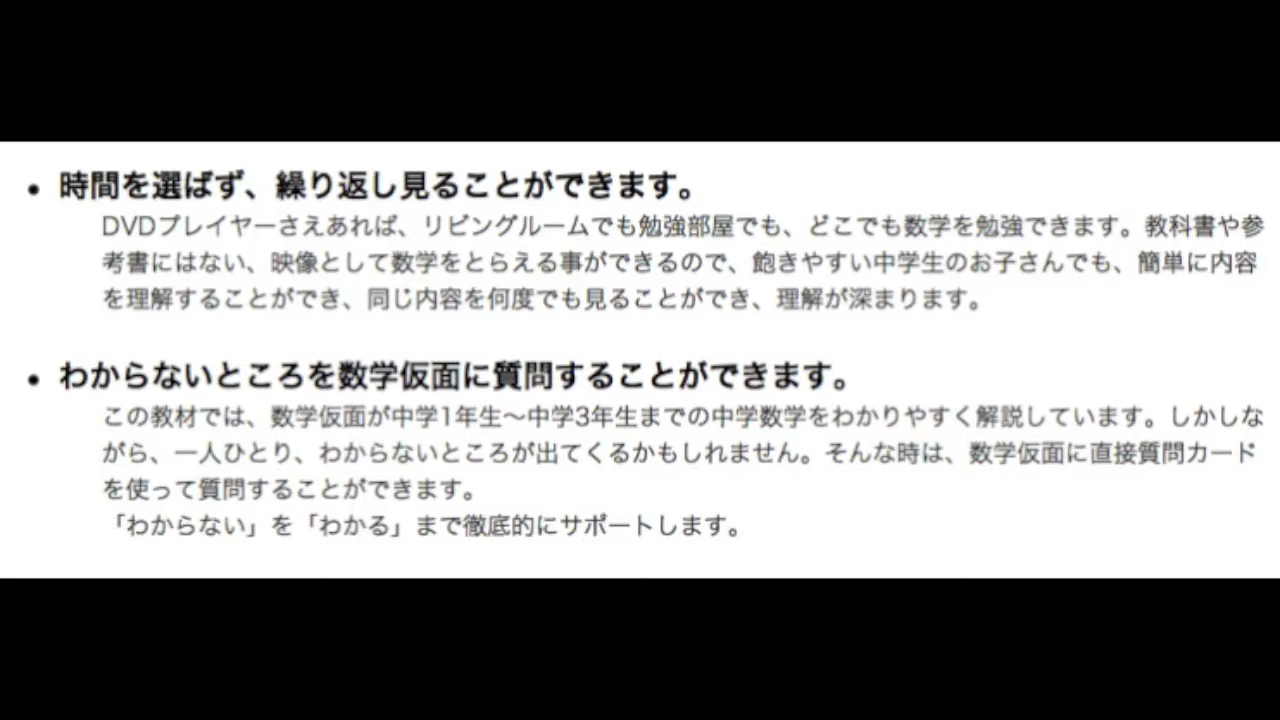 • 時間を選ばず、繰り返し見ることができます。
DVDプレイヤーさえあれば、リビングルームでも勉強部屋でも、どこでも数学を勉強できます。教科書や参
考書にはない、映像として数学をとらえる事ができるので、飽きやすい中学生のお子さんでも、簡単に内容
を理解することができ、同じ内容を何度でも見ることができ、理解が深まります。
• わからないところを数学仮面に質問することができます。
この教材では、数学仮面が中学1年生〜中学3年生までの中学数学をわかりやすく解説しています。しかしな
がら、一人ひとり、わからないところが出てくるかもしれません。そんな時は、数学仮面に直接質問カード
を使って質問することができます。
「わからない」を「わかる」まで徹底的にサポートします。